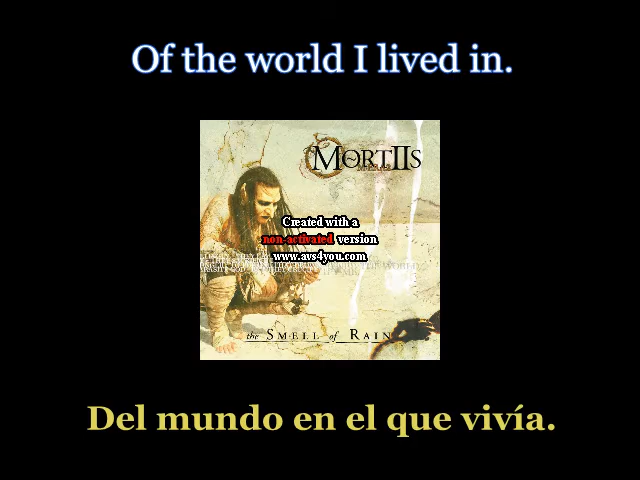 Of the world I lived in.
MORTIIS
Created with a
non-activated version
www.avs4you.com
the SMELL of RAIN
Del mundo en el que vivía.